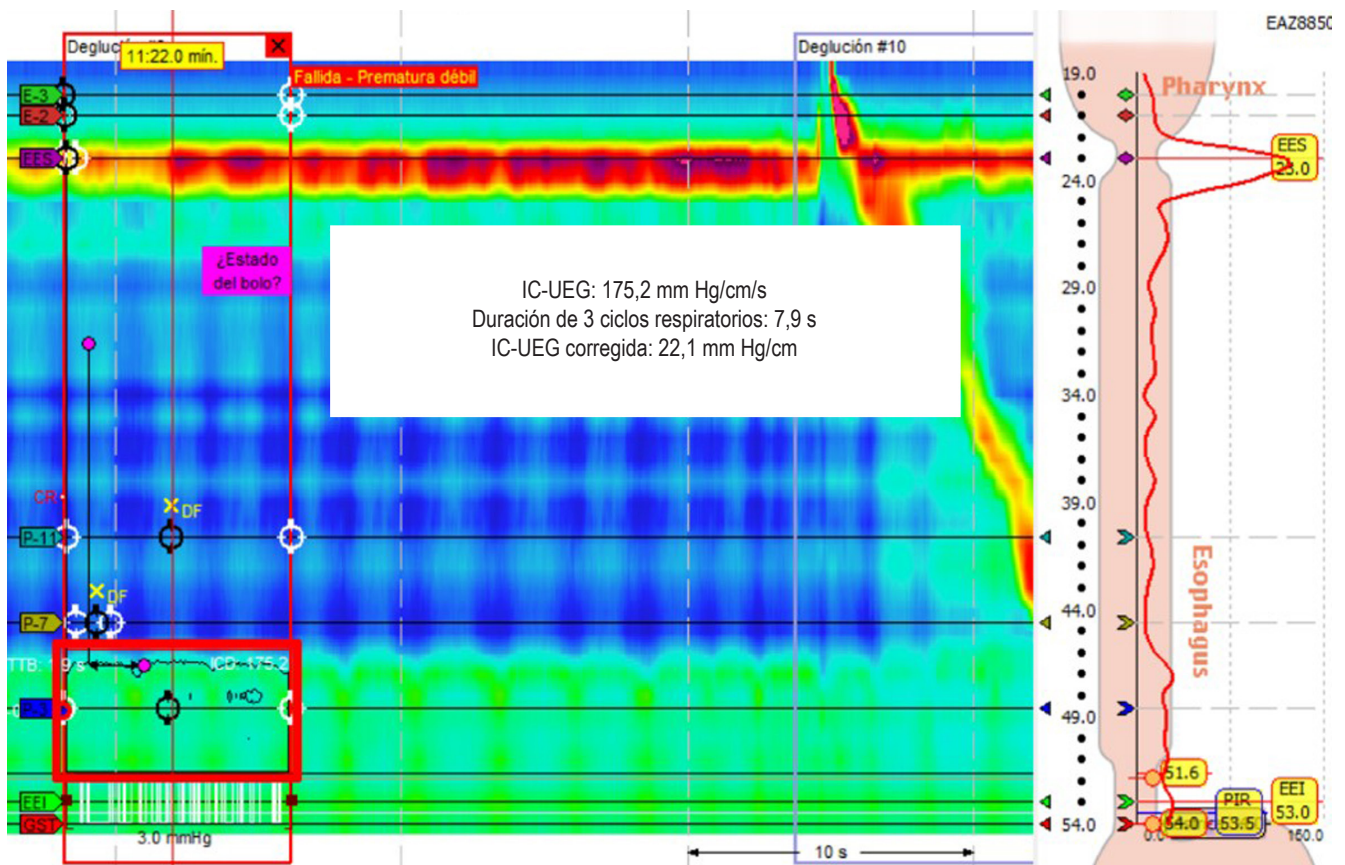 Deglución #10
11:22.0 mín.
Fallida - Prematura débil
E-3
E-2
EES
¿Estado
del bolo?
IC-UEG: 175,2 mm Hg/cm/s
Duración de 3 ciclos respiratorios: 7,9 s
IC-UEG corregida: 22,1 mm Hg/cm
CR
DF
P-11
DF
P-7
ICD: 175.2
P-3
EEI
GST
3.0 mmHg
10 s
EAZ8850
19.0
Pharynx
EES
23.0
24.0
29.0
34.0
39.0
Esophagus
44.0
49.0
51.6
EEI
53.0
PIR
53.5
54.0
54.0
0.0
150.0